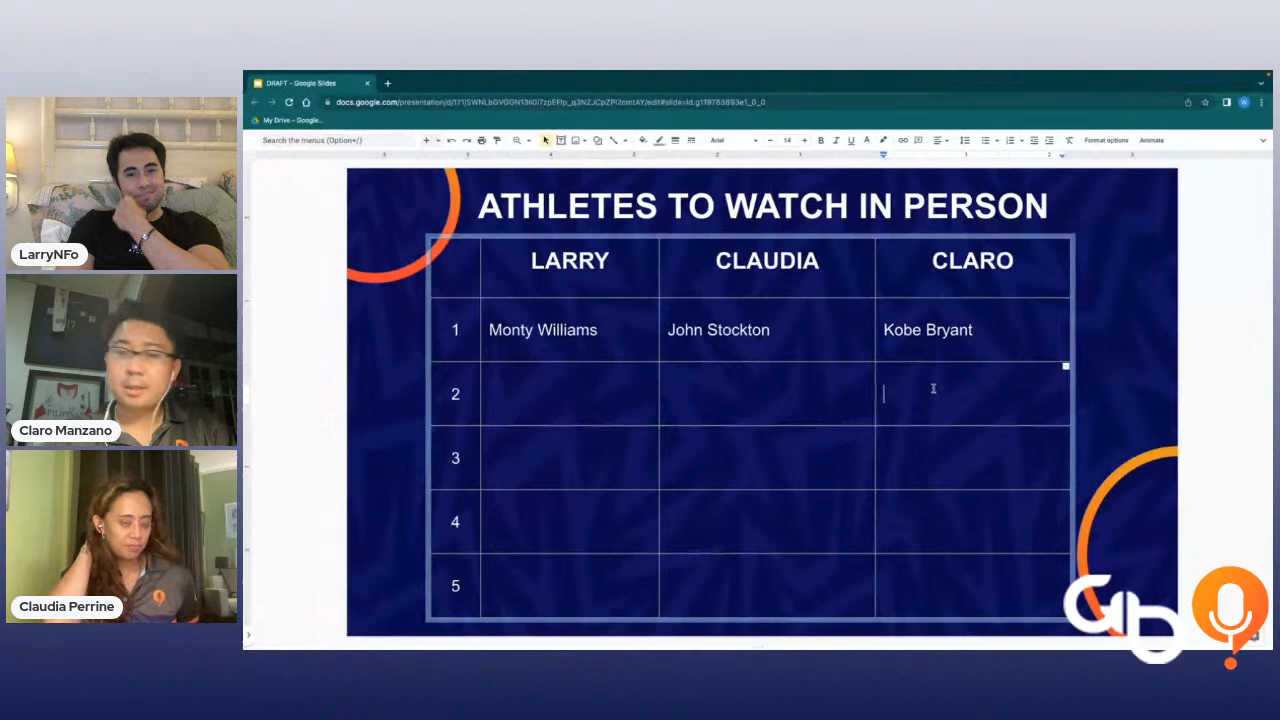 DRAFT - Google Slides
My Drive - Googl...
Search the menus (Option+/)
Arial
14
Format options
Animate
ATHLETES TO WATCH IN PERSON
LARRY CLAUDIA CLARO
1 Monty Williams John Stockton Kobe Bryant
2
3
4
5
LarryNFo
Claro Manzano
Claudia Perrine
PILIPINAS